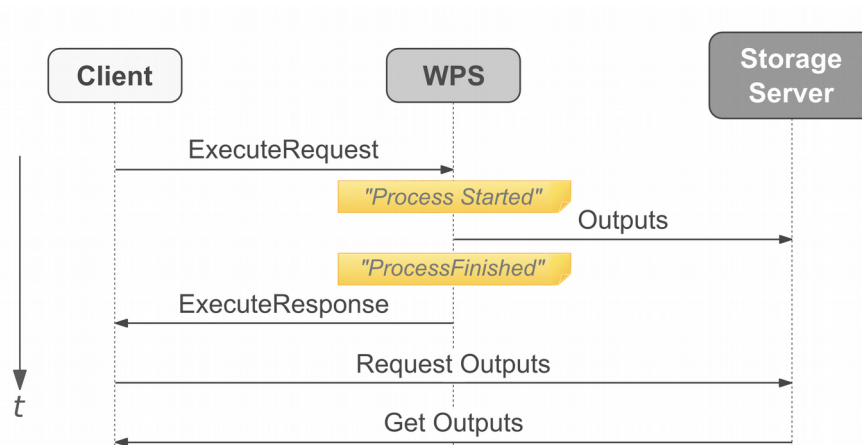 Client
WPS
Storage
Server
ExecuteRequest
"Process Started"
Outputs
"ProcessFinished"
ExecuteResponse
Request Outputs
t
Get Outputs